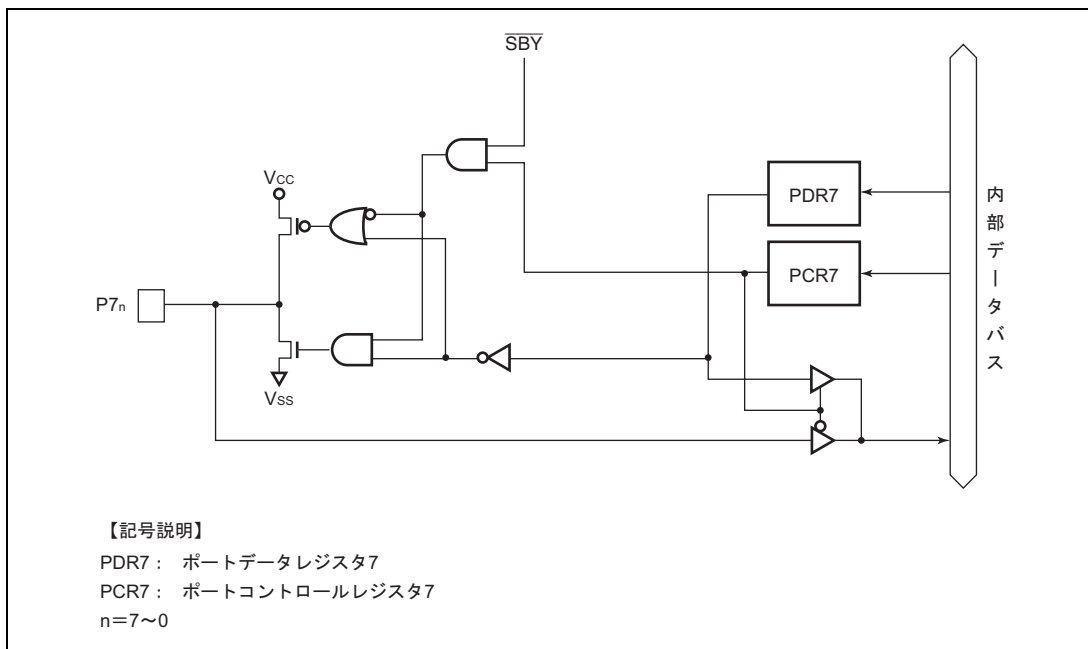 SBY
PDR7
内部データバス
VCC
PCR7
P7n
VSS
【記号説明】
PDR7： ポートデータレジスタ7
PCR7： ポートコントロールレジスタ7
n＝7～0